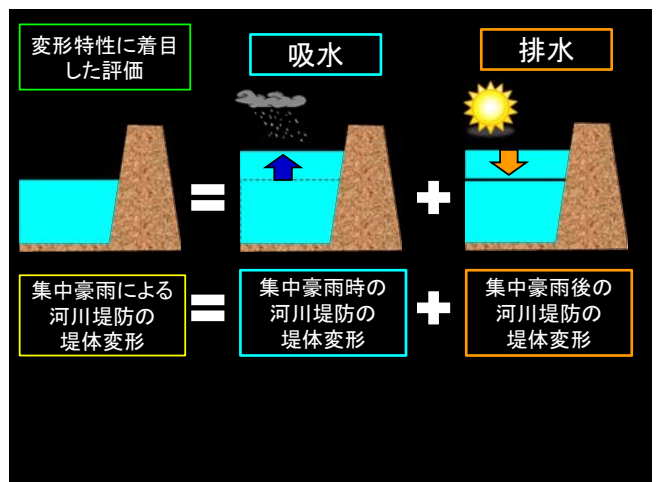 変形特性に着目
した評価
吸水
排水
=
+
集中豪雨による
河川堤防の
堤体変形
=
集中豪雨時の
河川堤防の
堤体変形
+
集中豪雨後の
河川堤防の
堤体変形